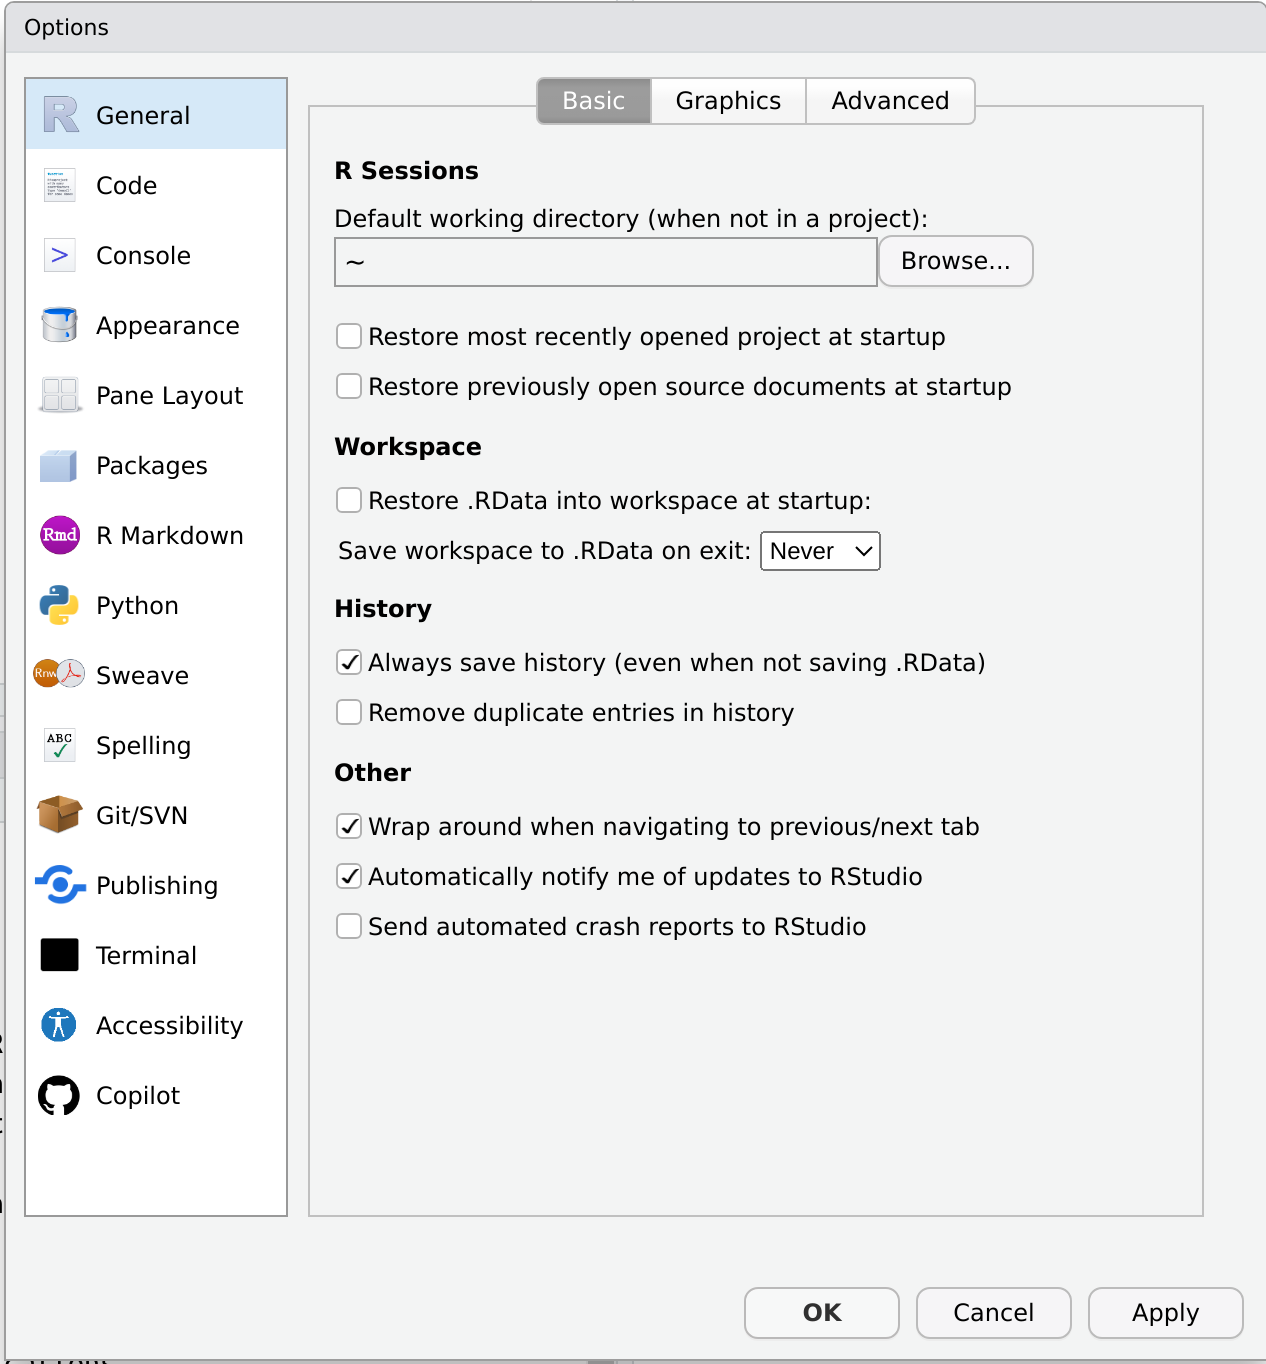 Options
General
Code
Console
Appearance
Pane Layout
Packages
Rmd
R Markdown
Python
Rnw
Sweave
ABC
Spelling
Git/SVN
Publishing
Terminal
Accessibility
Copilot
Basic
Graphics
Advanced
R Sessions
Default working directory (when not in a project):
~
Browse...
Restore most recently opened project at startup
Restore previously open source documents at startup
Workspace
Restore .RData into workspace at startup:
Save workspace to .RData on exit: Never
History
Always save history (even when not saving .RData)
Remove duplicate entries in history
Other
Wrap around when navigating to previous/next tab
Automatically notify me of updates to RStudio
Send automated crash reports to RStudio
OK
Cancel
Apply